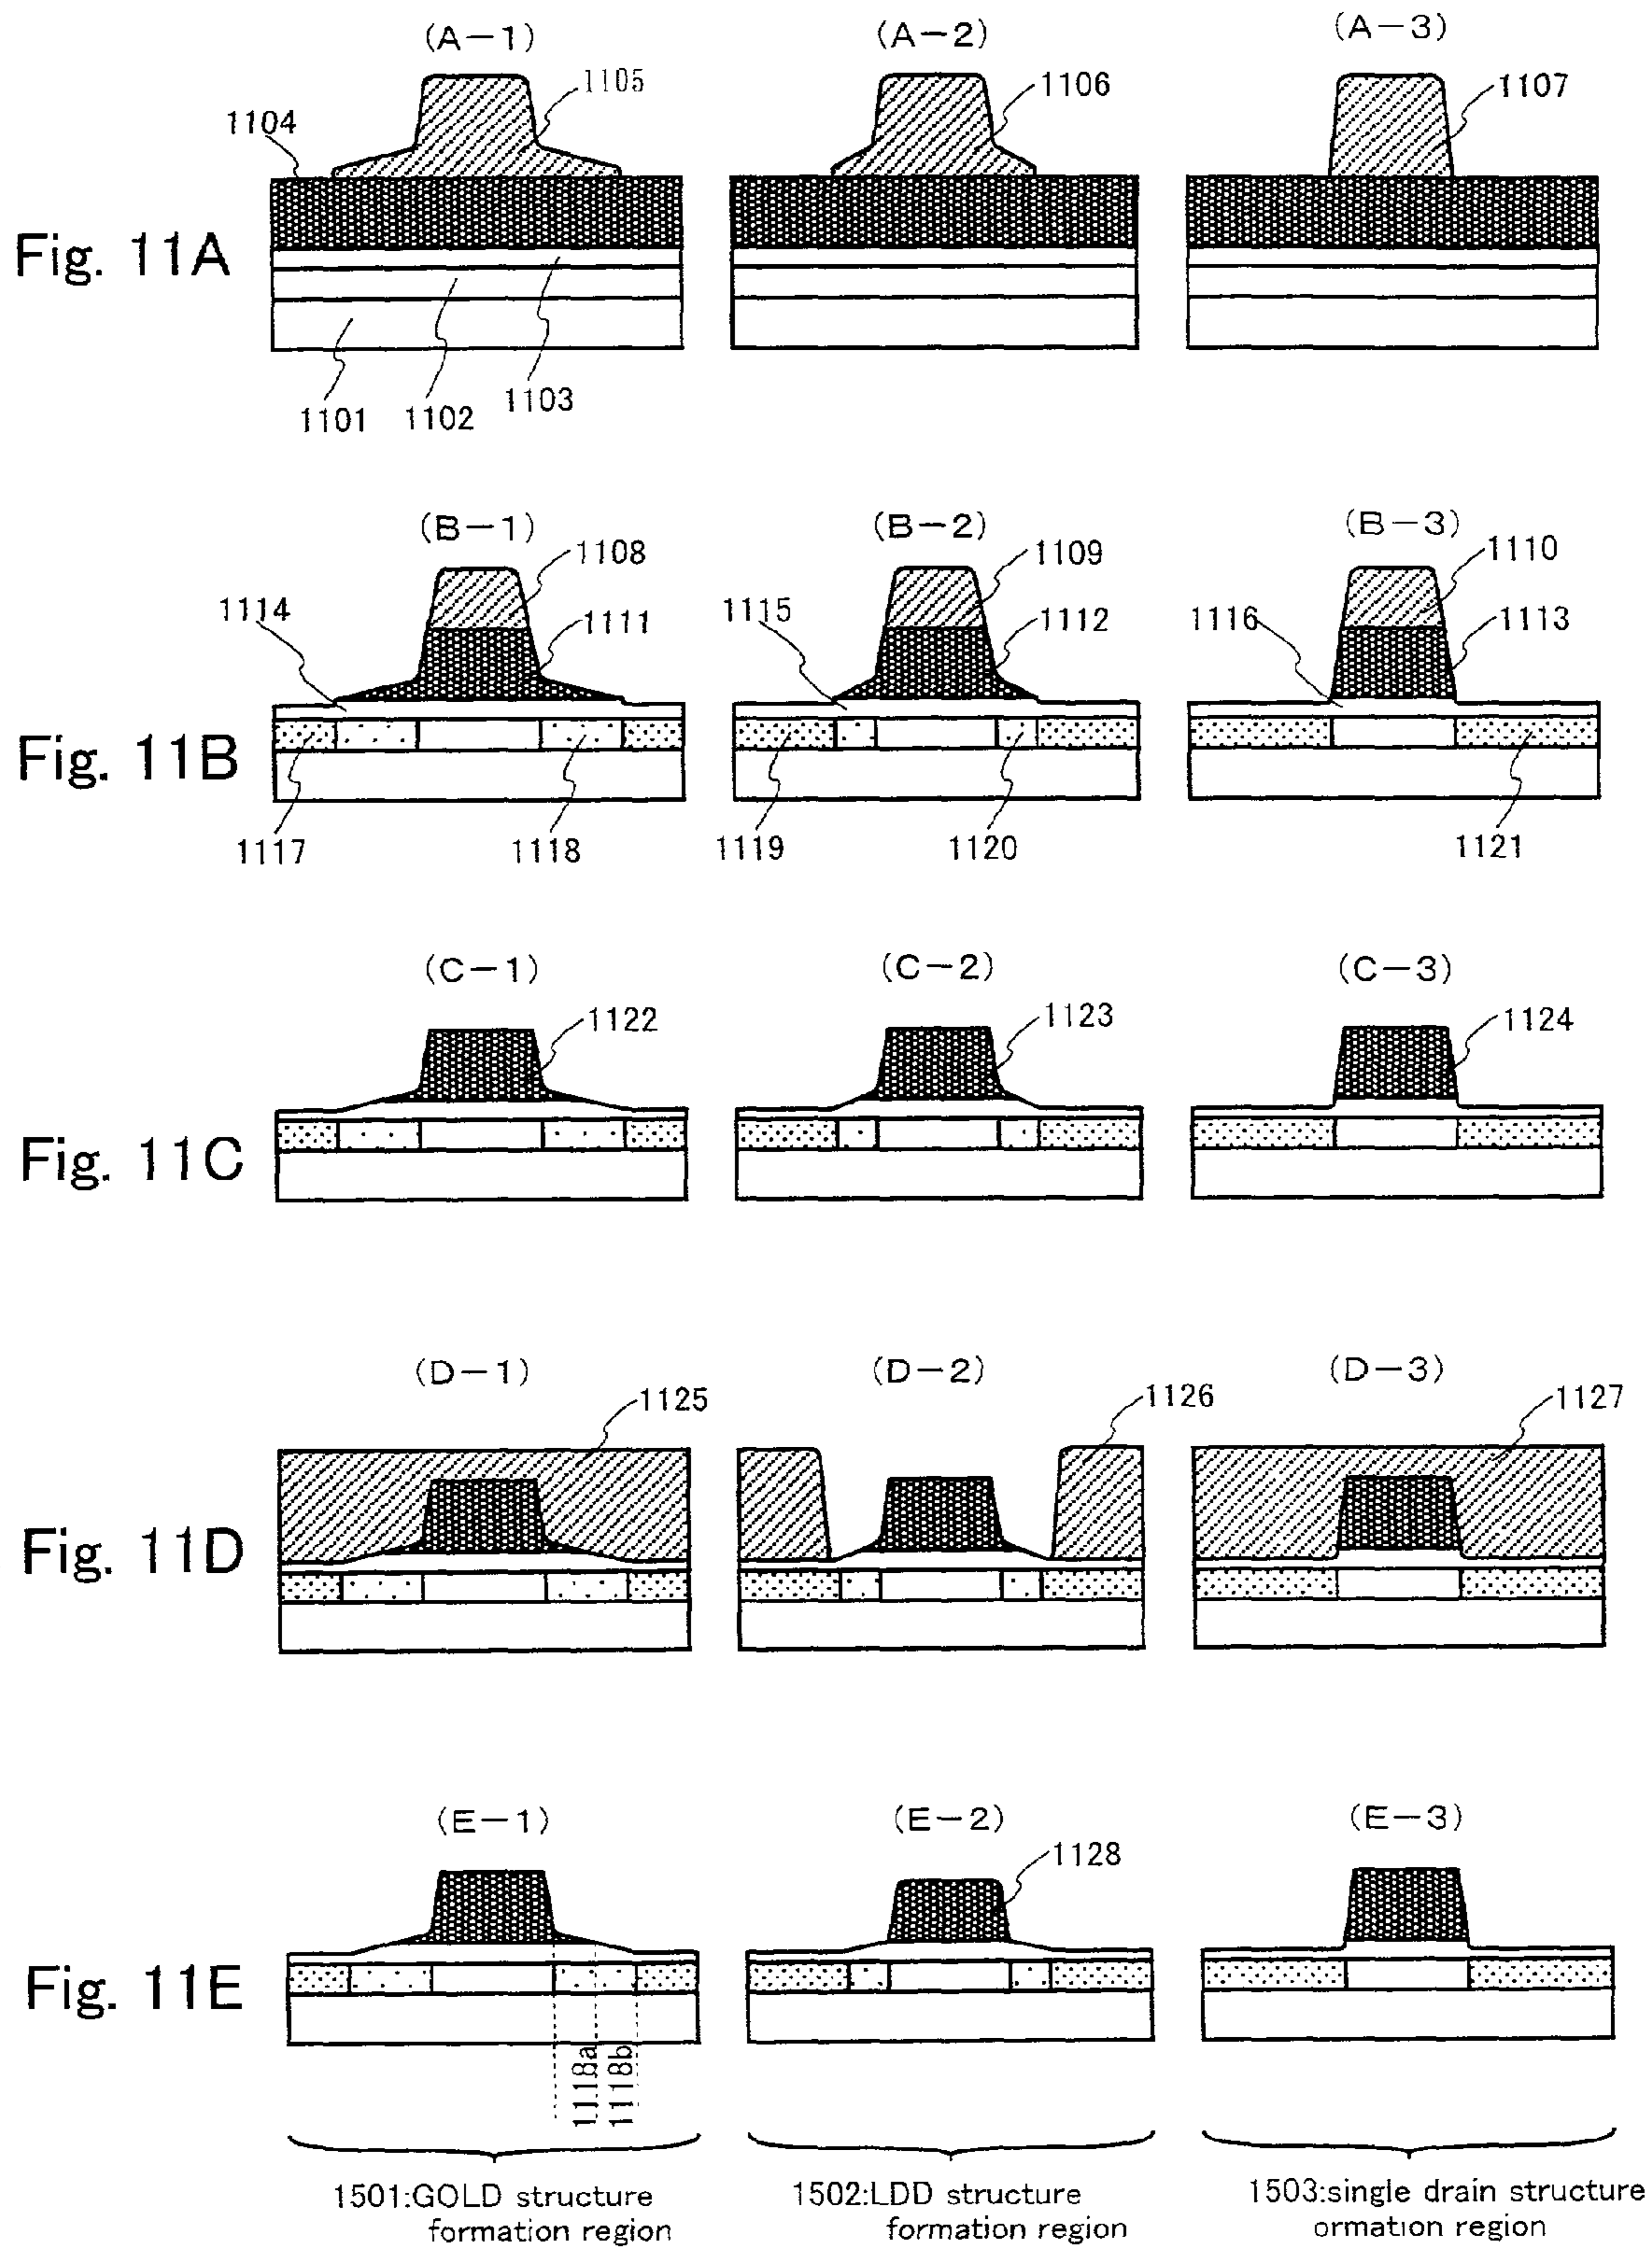 (A-1)
(A-2)
(A-3)
1105
1106
1107
1104
Fig. 11A
1101
1102
1103
(B-1)
(B-2)
(B-3)
1108
1109
1110
1114
1111
1115
1112
1116
1113
Fig. 11B
1117
1118
1119
1120
1121
(C-1)
(C-2)
(C-3)
1122
1123
1124
Fig. 11C
(D-1)
(D-2)
(D-3)
1125
1126
1127
Fig. 11D
(E-1)
(E-2)
(E-3)
1128
Fig. 11E
1118a
1118b
1501:GOLD structure
formation region
1502:LDD structure
formation region
1503:single drain structure
ormation region